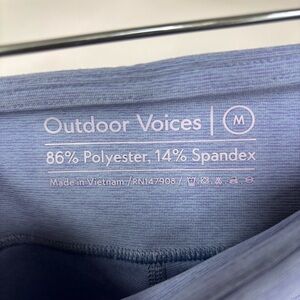 Outdoor Voices | M
86% Polyester, 14% Spandex
Made in Vietnam / RN147908 /